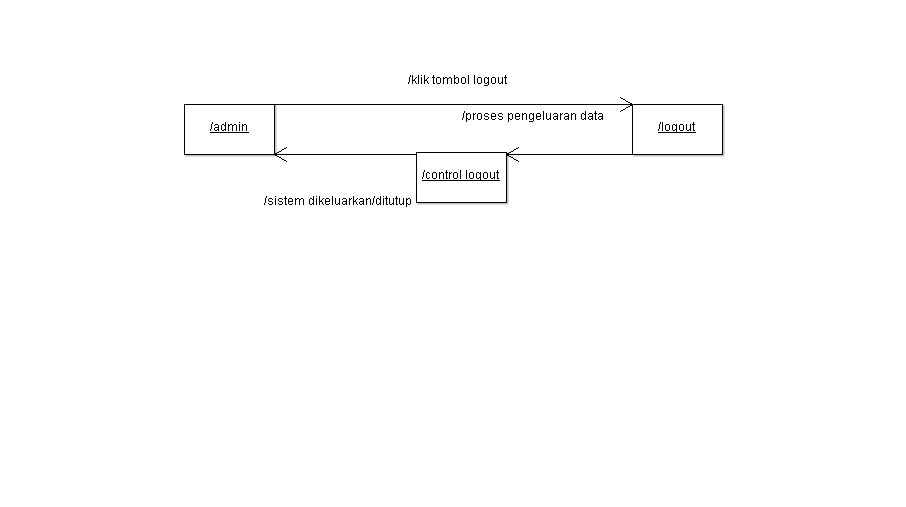 /klik tombol logout
/proses pengeluaran data
/admin
/logout
/control logout
/sistem dikeluarkan/ditutup